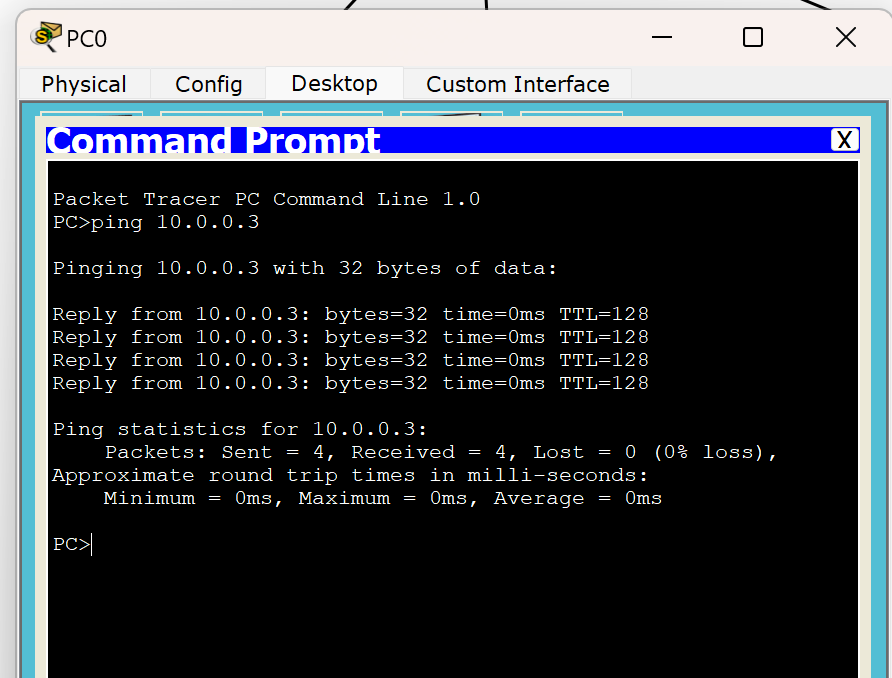 PC0
Physical Config Desktop Custom Interface
Command Prompt X
Packet Tracer PC Command Line 1.0
PC>ping 10.0.0.3
Pinging 10.0.0.3 with 32 bytes of data:
Reply from 10.0.0.3: bytes=32 time=0ms TTL=128
Reply from 10.0.0.3: bytes=32 time=0ms TTL=128
Reply from 10.0.0.3: bytes=32 time=0ms TTL=128
Reply from 10.0.0.3: bytes=32 time=0ms TTL=128
Ping statistics for 10.0.0.3:
    Packets: Sent = 4, Received = 4, Lost = 0 (0% loss),
Approximate round trip times in milli-seconds:
    Minimum = 0ms, Maximum = 0ms, Average = 0ms
PC>